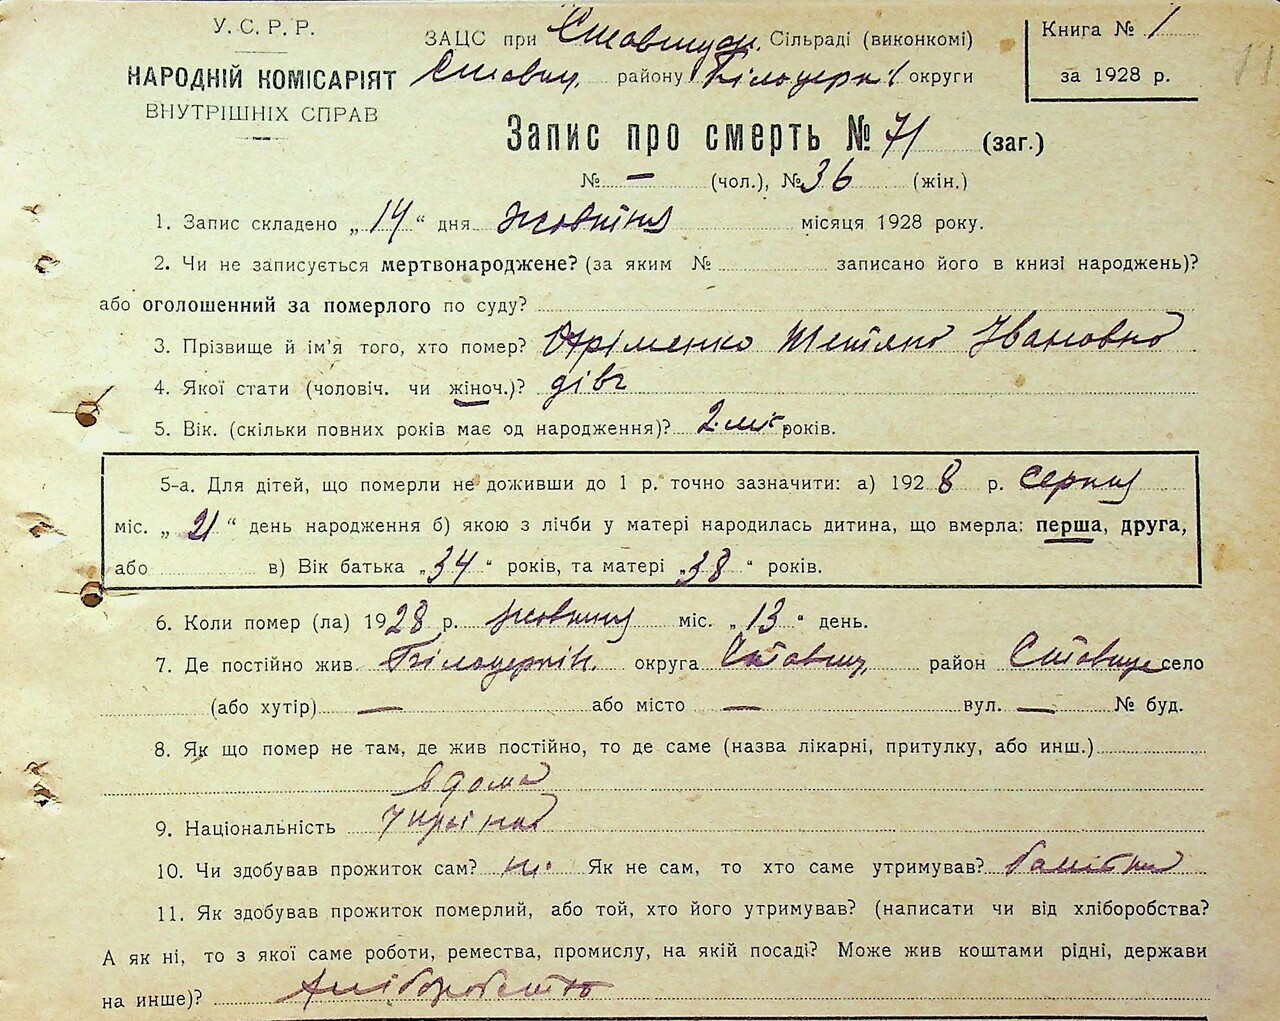 У. С. Р. Р.
НАРОДНІЙ КОМІСАРІЯТ
ВНУТРІШНІХ СПРАВ
ЗАЦС при Ставищан. Сільраді (виконкомі)
Ставищ. району Білоцерк. округи
Книга № 1
за 1928 р.
11
Запис про смерть № 71 (заг.)
№ — (чол.), № 36 (жін.)
1. Запис складено „14“ дня жовтня місяця 1928 року.
2. Чи не записується мертвонароджене? (за яким № записано його в книзі народжень)?
або оголошенний за померлого по суду?
3. Прізвище й ім'я того, хто помер? Тетяна Івановна
4. Якої статі (чоловіч. чи жіноч.)? дівч
5. Вік. (скільки повних років має од народження)? 2 міс років.
5-а. Для дітей, що померли не доживши до 1 р. точно зазначити: а) 1928 р. серпня
міс. „21“ день народження б) якою з лічби у матері народилась дитина, що вмерла: перша, друга,
або в) Вік батька „34“ років, та матері „38“ років.
6. Коли помер (ла) 1928 р. жовтня міс. „13“ день.
7. Де постійно жив Білоцерків. округа Ставищ. район Ставище село
(або хутір) — або місто — вул. — № буд.
8. Як що помер не там, де жив постійно, то де саме (назва лікарні, притулку, або инш.)
вдома
9. Національність
10. Чи здобував прожиток сам? ні. Як не сам, то хто саме утримував? батьки
11. Як здобував прожиток померлий, або той, хто його утримував? (написати чи від хліборобства?
А як ні, то з якої саме роботи, ремества, промислу, на якій посаді? Може жив коштами рідні, держави
на инше)? хліборобство